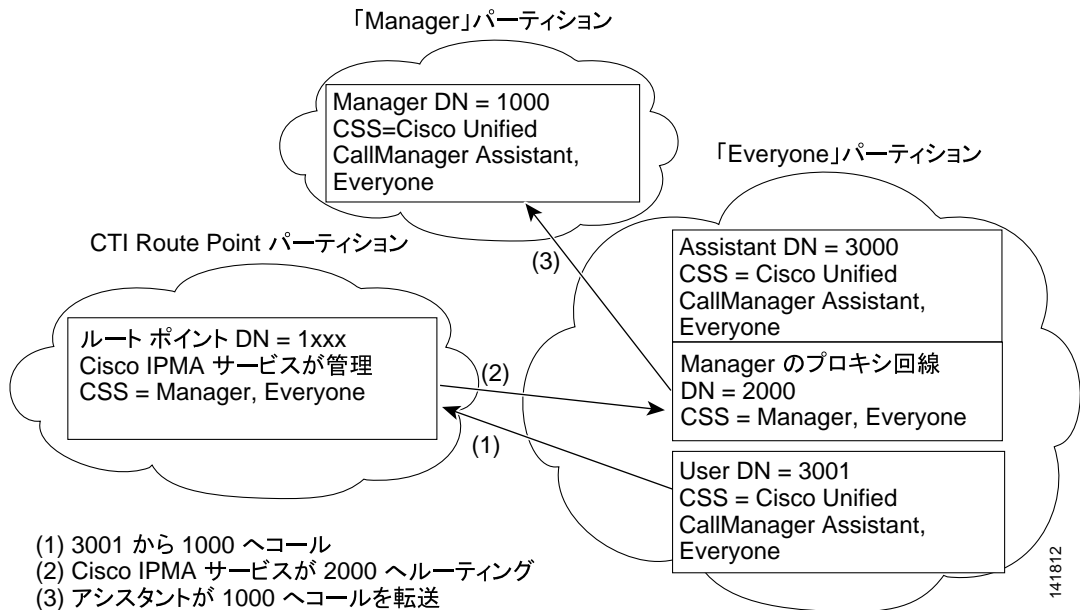 「Manager」パーティション
Manager DN = 1000
CSS=Cisco Unified
CallManager Assistant,
Everyone
「Everyone」パーティション
CTI Route Point パーティション
ルート ポイント DN = 1xxx
Cisco IPMA サービスが管理
CSS = Manager, Everyone
(3)
(2)
(1)
Assistant DN = 3000
CSS = Cisco Unified
CallManager Assistant,
Everyone
Manager のプロキシ回線
DN = 2000
CSS = Manager, Everyone
User DN = 3001
CSS = Cisco Unified
CallManager Assistant,
Everyone
(1) 3001 から 1000 へコール
(2) Cisco IPMA サービスが 2000 へルーティング
(3) アシスタントが 1000 へコールを転送
141812